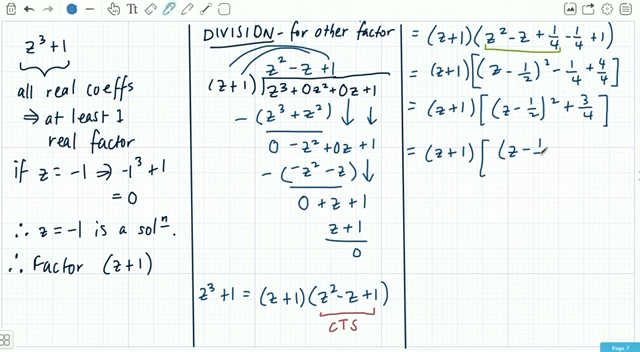 z³ + 1
all real coeffs
⇒ at least 1
real factor
if z = -1 ⇒ -1³ + 1
= 0
∴ z = -1 is a solⁿ.
∴ Factor (z+1)
DIVISION - for other factor
z² - z + 1
(z+1) z³ + 0z² + 0z + 1
- (z³ + z²) ↓ ↓
0 - z² + 0z + 1
- (-z² - z) ↓
0 + z + 1
z + 1
0
z³ + 1 = (z+1)(z² - z + 1)
CTS
= (z+1)(z² - z + 1/4 - 1/4 + 1)
= (z+1)[(z - 1/2)² - 1/4 + 4/4]
= (z+1)[(z - 1/2)² + 3/4]
= (z+1)[(z - 1
Page 7